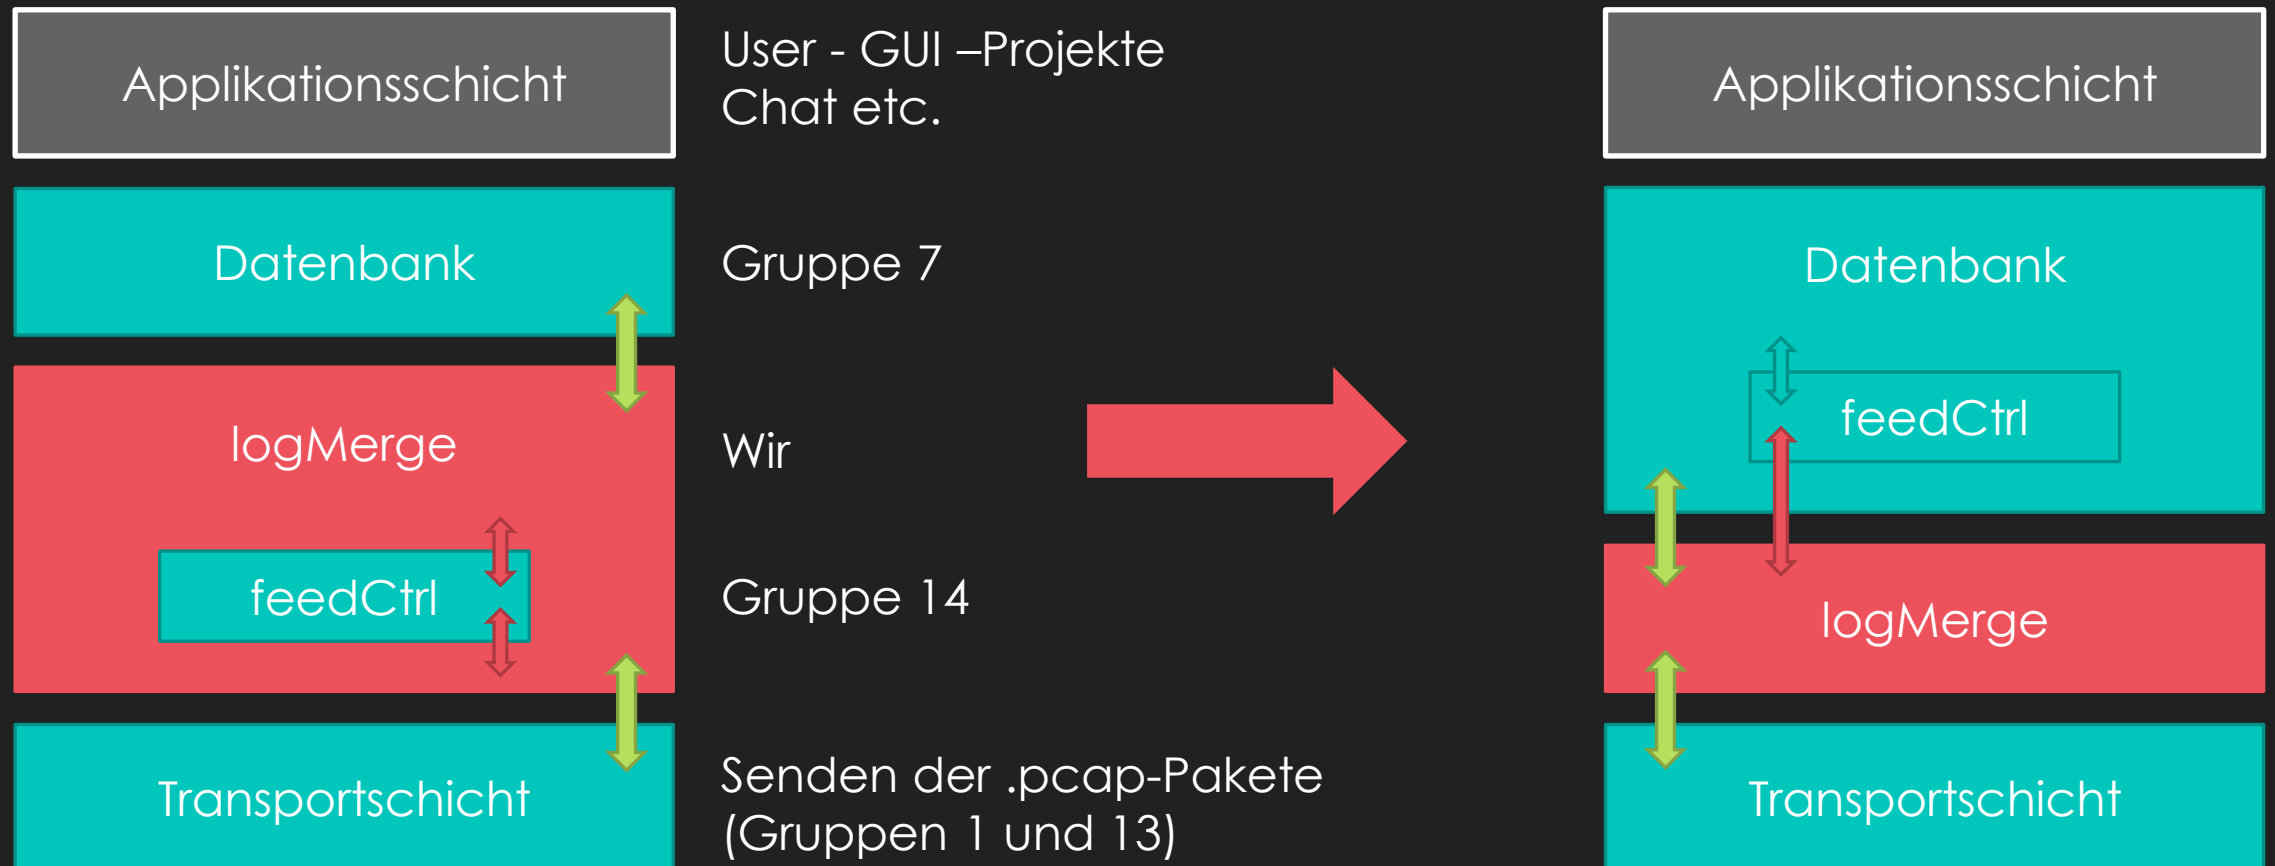 Applikationsschicht
User - GUI –Projekte
Chat etc.
Datenbank
Gruppe 7
logMerge
Wir
feedCtrl
Gruppe 14
Transportschicht
Senden der .pcap-Pakete
(Gruppen 1 und 13)
Applikationsschicht
Datenbank
feedCtrl
logMerge
Transportschicht